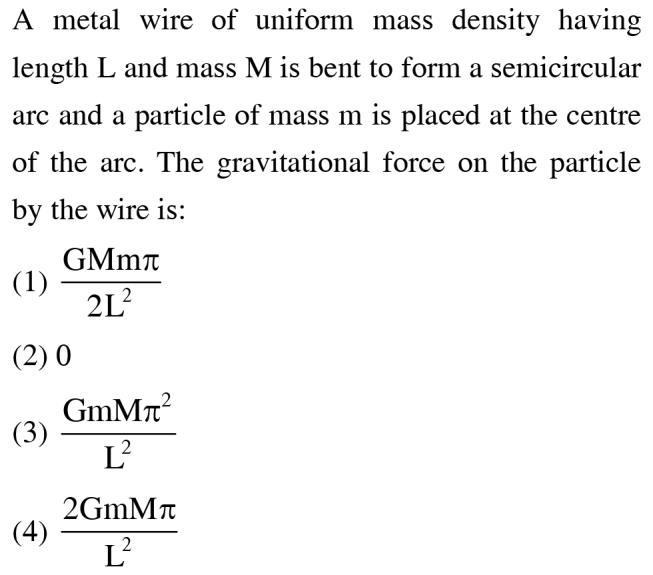 A metal wire of uniform mass density having
length L and mass M is bent to form a semicircular
arc and a particle of mass m is placed at the centre
of the arc. The gravitational force on the particle
by the wire is:
(1) GMmπ / 2L²
(2) 0
(3) GmMπ² / L²
(4) 2GmMπ / L²